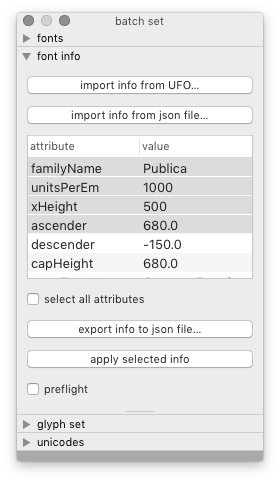 batch set
fonts
font info
import info from UFO...
import info from json file...
attribute value
familyName Publica
unitsPerEm 1000
xHeight 500
ascender 680.0
descender -150.0
capHeight 680.0
select all attributes
export info to json file...
apply selected info
preflight
glyph set
unicodes